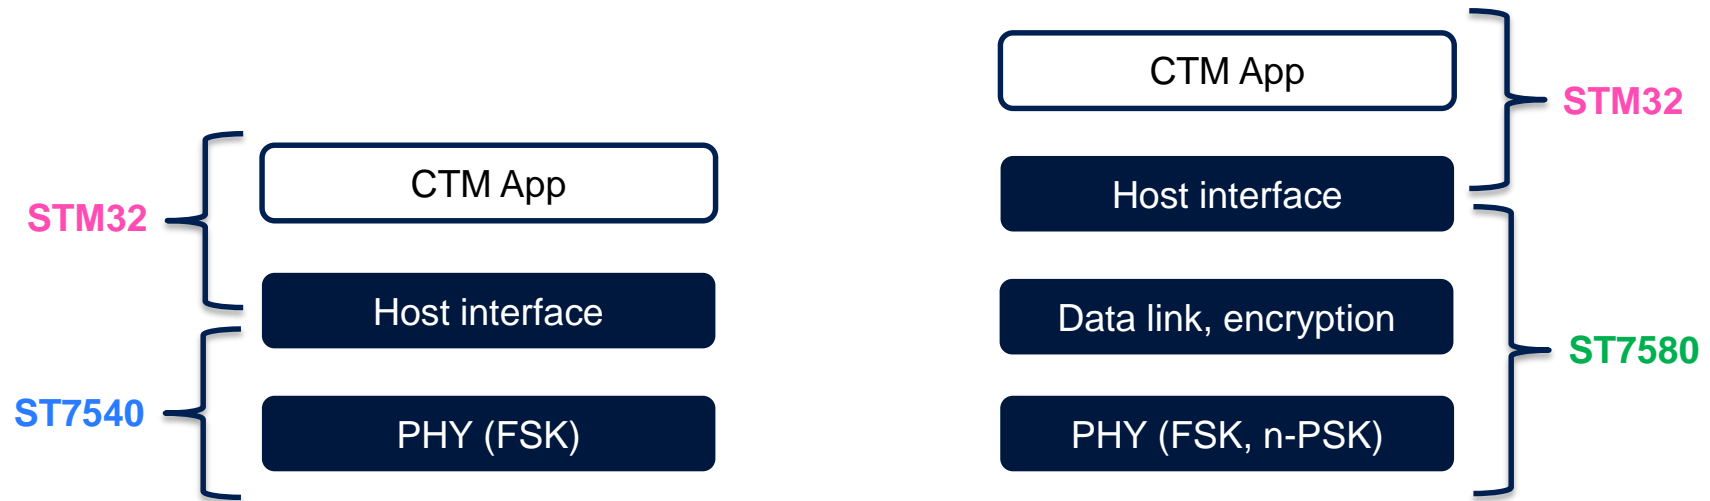 CTM App
STM32
Host interface
ST7540
PHY (FSK)
CTM App
STM32
Host interface
Data link, encryption
ST7580
PHY (FSK, n-PSK)